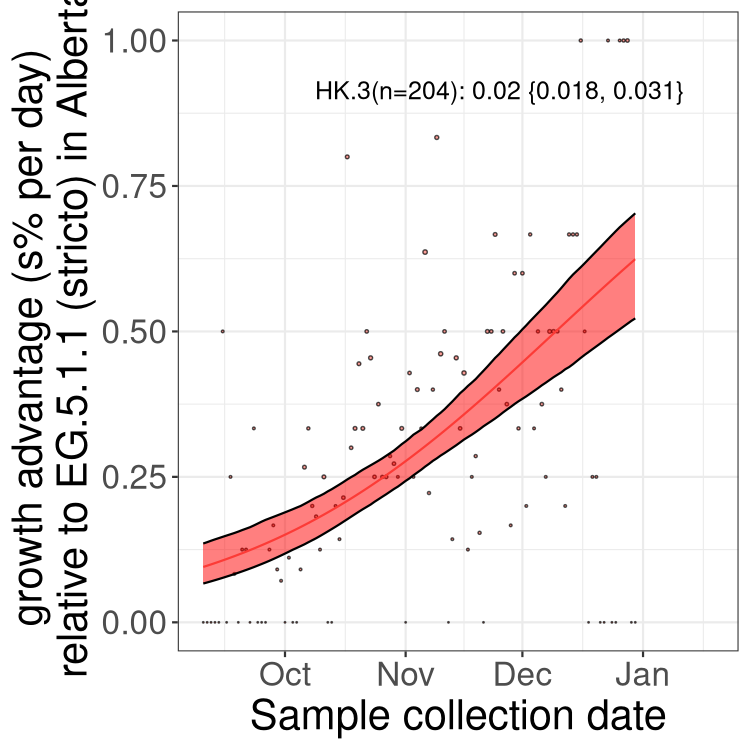 growth advantage (s% per day)
relative to EG.5.1.1 (stricto) in Alberta
1.00
HK.3(n=204): 0.02 {0.018, 0.031}
0.75
0.50
0.25
0.00
Oct Nov Dec Jan
Sample collection date